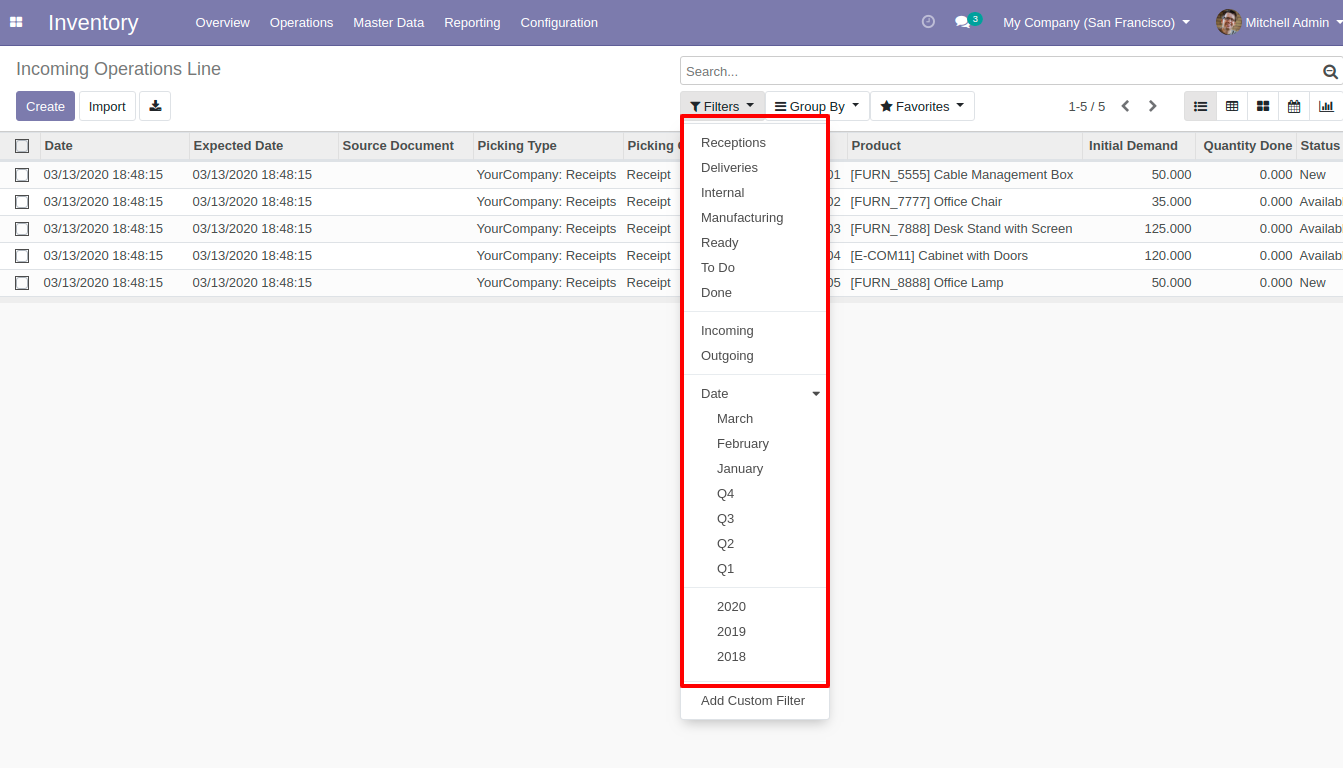 Inventory Overview Operations Master Data Reporting Configuration 3 My Company (San Francisco) Mitchell Admin
Incoming Operations Line
Search...
Create Import Filters Group By Favorites 1-5 / 5
Date Expected Date Source Document Picking Type Picking Product Initial Demand Quantity Done Status
03/13/2020 18:48:15 03/13/2020 18:48:15 YourCompany: Receipts Receipt 01 [FURN_5555] Cable Management Box 50.000 0.000 New
03/13/2020 18:48:15 03/13/2020 18:48:15 YourCompany: Receipts Receipt 02 [FURN_7777] Office Chair 35.000 0.000 Availab
03/13/2020 18:48:15 03/13/2020 18:48:15 YourCompany: Receipts Receipt 03 [FURN_7888] Desk Stand with Screen 125.000 0.000 Availab
03/13/2020 18:48:15 03/13/2020 18:48:15 YourCompany: Receipts Receipt 04 [E-COM11] Cabinet with Doors 120.000 0.000 Availab
03/13/2020 18:48:15 03/13/2020 18:48:15 YourCompany: Receipts Receipt 05 [FURN_8888] Office Lamp 50.000 0.000 New
Receptions
Deliveries
Internal
Manufacturing
Ready
To Do
Done
Incoming
Outgoing
Date
March
February
January
Q4
Q3
Q2
Q1
2020
2019
2018
Add Custom Filter